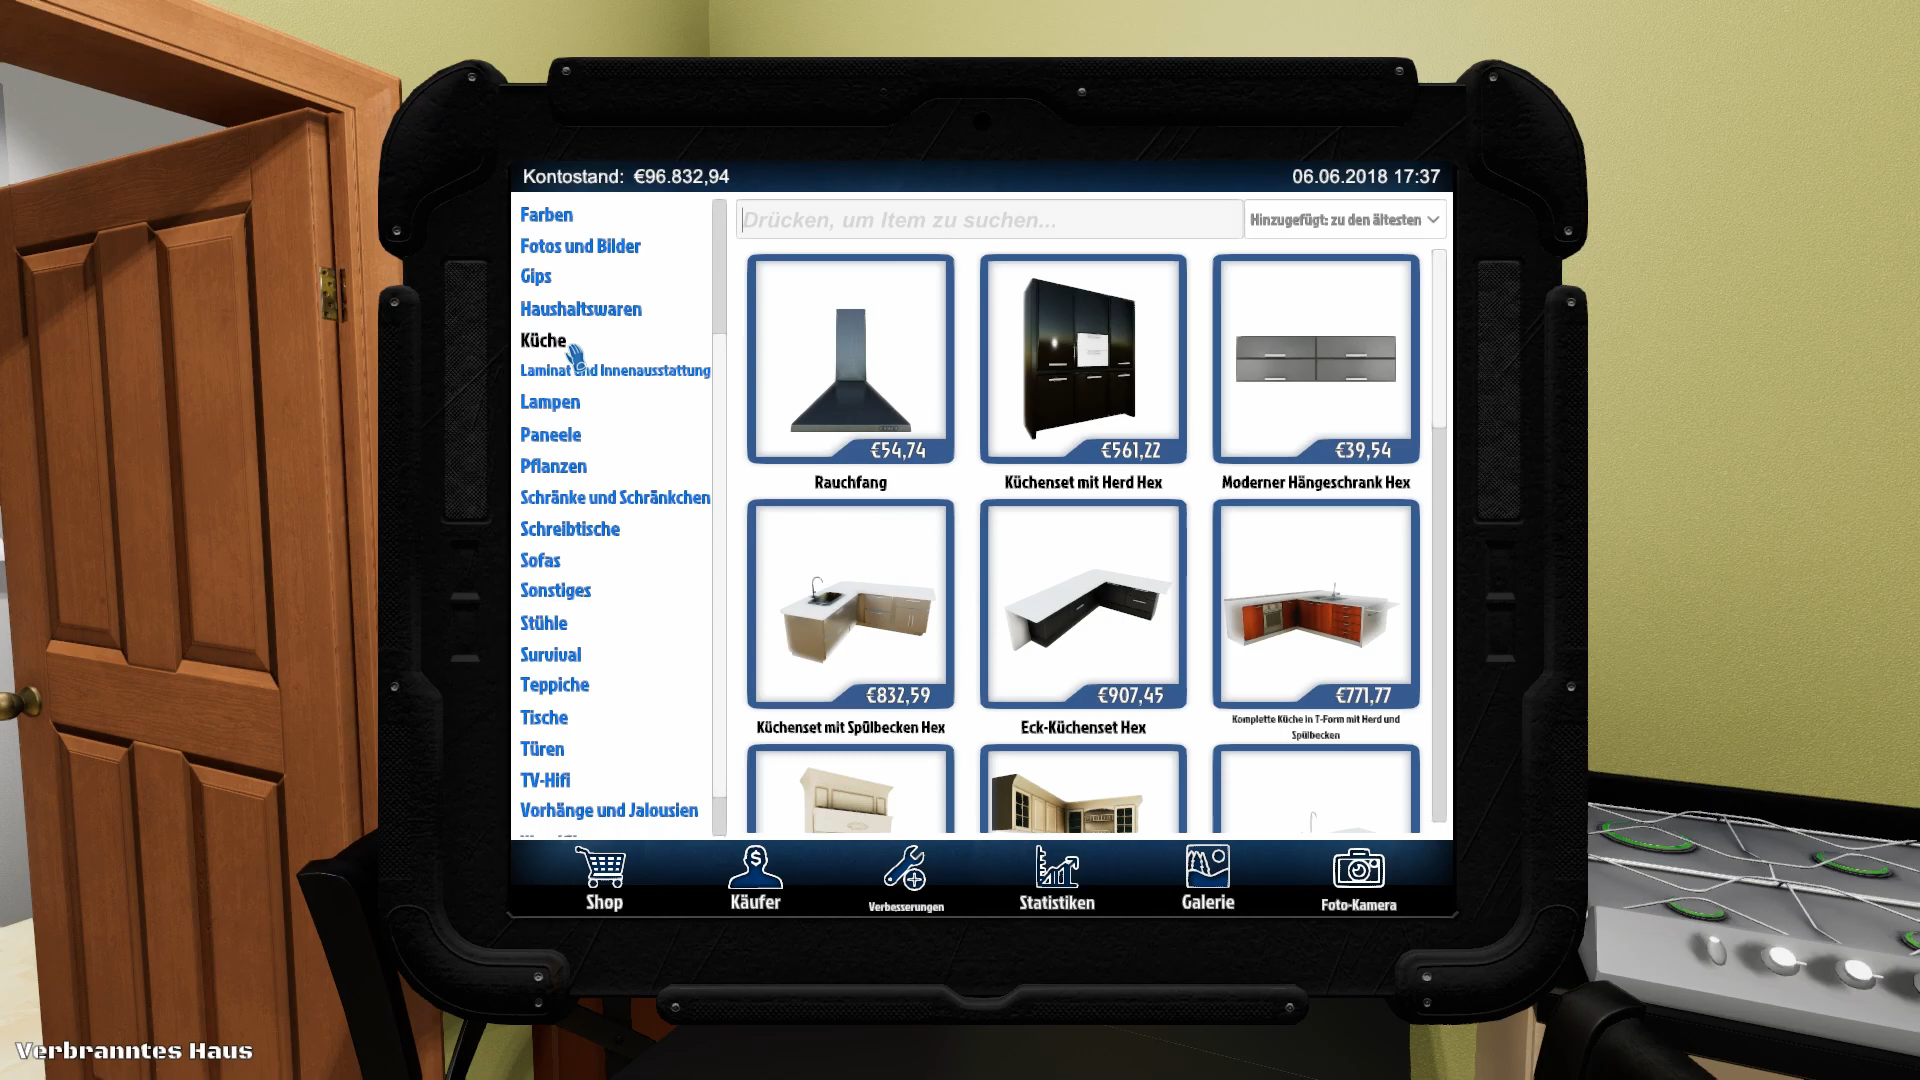 Kontostand: €96.832,94
06.06.2018 17:37
Farben
Fotos und Bilder
Gips
Haushaltswaren
Küche
Laminat und Innenausstattung
Lampen
Paneele
Pflanzen
Schränke und Schränkchen
Schreibtische
Sofas
Sonstiges
Stühle
Survival
Teppiche
Tische
Türen
TV-Hifi
Vorhänge und Jalousien
Drücken, um Item zu suchen...
Hinzugefügt: zu den ältesten
€54,74
€561,22
€39,54
Rauchfang
Küchenset mit Herd Hex
Moderner Hängeschrank Hex
€832,59
€907,45
€771,77
Küchenset mit Spülbecken Hex
Eck-Küchenset Hex
Komplette Küche in T-Form mit Herd und
Spülbecken
Shop
Käufer
Verbesserungen
Statistiken
Galerie
Foto-Kamera
Verbranntes Haus